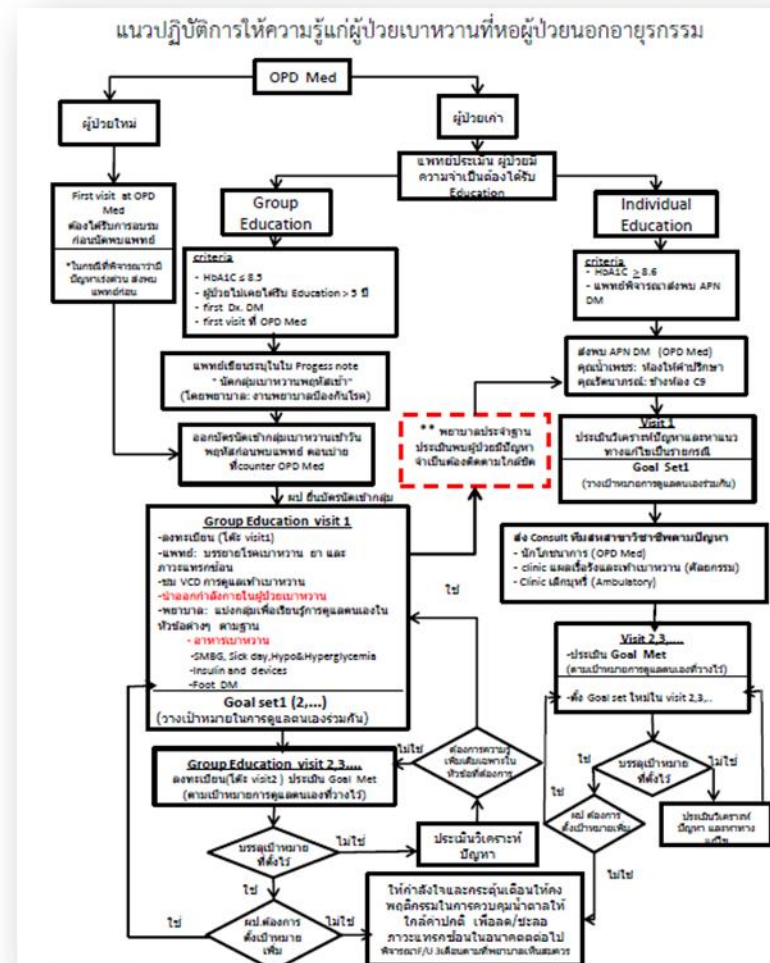 แนวปฏิบัติการให้ความรู้แก่ผู้ป่วยเบาหวานที่หอผู้ป่วยนอกอายุรกรรม
OPD Med
ผู้ป่วยใหม่
ผู้ป่วยเก่า
แพทย์ประเมิน ผู้ป่วยมี
ความจำเป็นต้องได้รับ
Education
First visit at OPD
Med
ต้องได้รับการอบรม
ก่อนนัดพบแพทย์
*ในกรณีที่พิจารณาว่ามี
ปัญหาเร่งด่วน ส่งพบ
แพทย์ก่อน
Group
Education
criteria
- HbA1C ≤ 8.5
- ผู้ป่วยไม่เคยได้รับ Education > 5 ปี
- first Dx. DM
- first visit ที่ OPD Med
แพทย์เขียนระบุในใบ Progess note
" นัดกลุ่มเบาหวานพฤหัสเช้า"
(โดยพยาบาล: งานพยาบาลป้องกันโรค)
ออกบัตรนัดเข้ากลุ่มเบาหวานเช้าวัน
พฤหัสก่อนพบแพทย์ ตอนบ่าย
ที่counter OPD Med
ผป ยื่นบัตรนัดเข้ากลุ่ม
Group Education visit 1
-ลงทะเบียน (โต๊ะ visit1)
-แพทย์: บรรยายโรคเบาหวาน ยา และ
ภาวะแทรกซ้อน
-ชม VCD การดูแลเท้าเบาหวาน
-นำออกกำลังกายในผู้ป่วยเบาหวาน
-พยาบาล: แบ่งกลุ่มเพื่อเรียนรู้การดูแลตนเองใน
หัวข้อต่างๆ ตามฐาน
- อาหารเบาหวาน
-SMBG, Sick day,Hypo&Hyperglycemia
-Insulin and devices
-Foot DM
Goal set1 (2,...)
(วางเป้าหมายในการดูแลตนเองร่วมกัน)
Group Education visit 2,3....
ลงทะเบียน(โต๊ะ visit2 ) ประเมิน Goal Met
(ตามเป้าหมายการดูแลตนเองที่วางไว้)
บรรลุเป้าหมาย
ที่ตั้งไว้
ไม่ใช่
ประเมินวิเคราะห์
ปัญหา
ไม่ใช่
ต้องการความรู้
เพิ่มเติมเฉพาะใน
หัวข้อที่ต้องการ
ใช่
ใช่
ผป.ต้องการ
ตั้งเป้าหมาย
เพิ่ม
ใช่
ไม่ใช่
ให้กำลังใจและกระตุ้นเตือนให้คง
พฤติกรรมในการควบคุมน้ำตาลให้
ใกล้ค่าปกติ เพื่อลด/ชะลอ
ภาวะแทรกซ้อนในอนาคตต่อไป
พิจารณาF/U 3เดือนตามที่พยาบาลเห็นสมควร
** พยาบาลประจำฐาน
ประเมินพบผู้ป่วยมีปัญหา
จำเป็นต้องติดตามใกล้ชิด
Individual
Education
criteria
- HbA1C ≥ 8.6
- แพทย์พิจารณาส่งพบ APN
DM
ส่งพบ APN DM (OPD Med)
คุณน้ำเพชร: ห้องให้คำปรึกษา
คุณรัตนาภรณ์: ข้างห้อง C9
Visit 1
ประเมินวิเคราะห์ปัญหาและหาแนว
ทางแก้ไขเป็นรายกรณี
Goal Set1
(วางเป้าหมายการดูแลตนเองร่วมกัน)
ส่ง Consult ทีมสหสาขาวิชาชีพตามปัญหา
- นักโภชนาการ (OPD Med)
- clinic แผลเรื้อรังและเท้าเบาหวาน (ศัลยกรรม)
- Clinic เลิกบุหรี่ (Ambulatory)
Visit 2,3,....
-ประเมิน Goal Met
(ตามเป้าหมายการดูแลตนเองที่วางไว้)
-ตั้ง Goal set ใหม่ใน visit 2,3,..
บรรลุเป้าหมาย
ที่ตั้งไว้
ใช่
ไม่ใช่
ประเมินวิเคราะห์
ปัญหา และหาทาง
แก้ไข
ใช่
ผป ต้องการ
ตั้งเป้าหมายเพิ่ม
ไม่ใช่